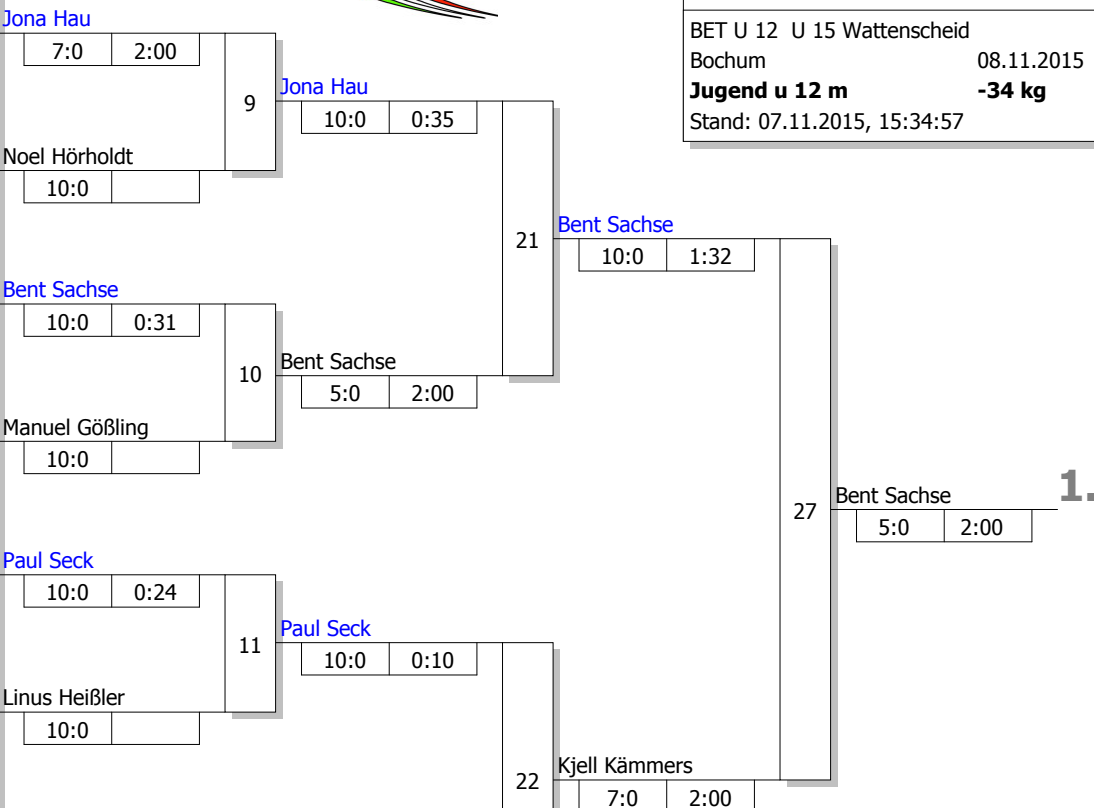 BET U 12  U 15 Wattenscheid
Bochum 08.11.2015
Jugend u 12 m -34 kg
Stand: 07.11.2015, 15:34:57
Jona Hau
7:0 2:00
9
Noel Hörholdt
10:0
Jona Hau
10:0 0:35
Bent Sachse
10:0 0:31
10
Manuel Gößling
10:0
Bent Sachse
5:0 2:00
21
Bent Sachse
10:0 1:32
Paul Seck
10:0 0:24
11
Linus Heißler
10:0
Paul Seck
10:0 0:10
22
Kjell Kämmers
7:0 2:00
27
Bent Sachse 1.
5:0 2:00